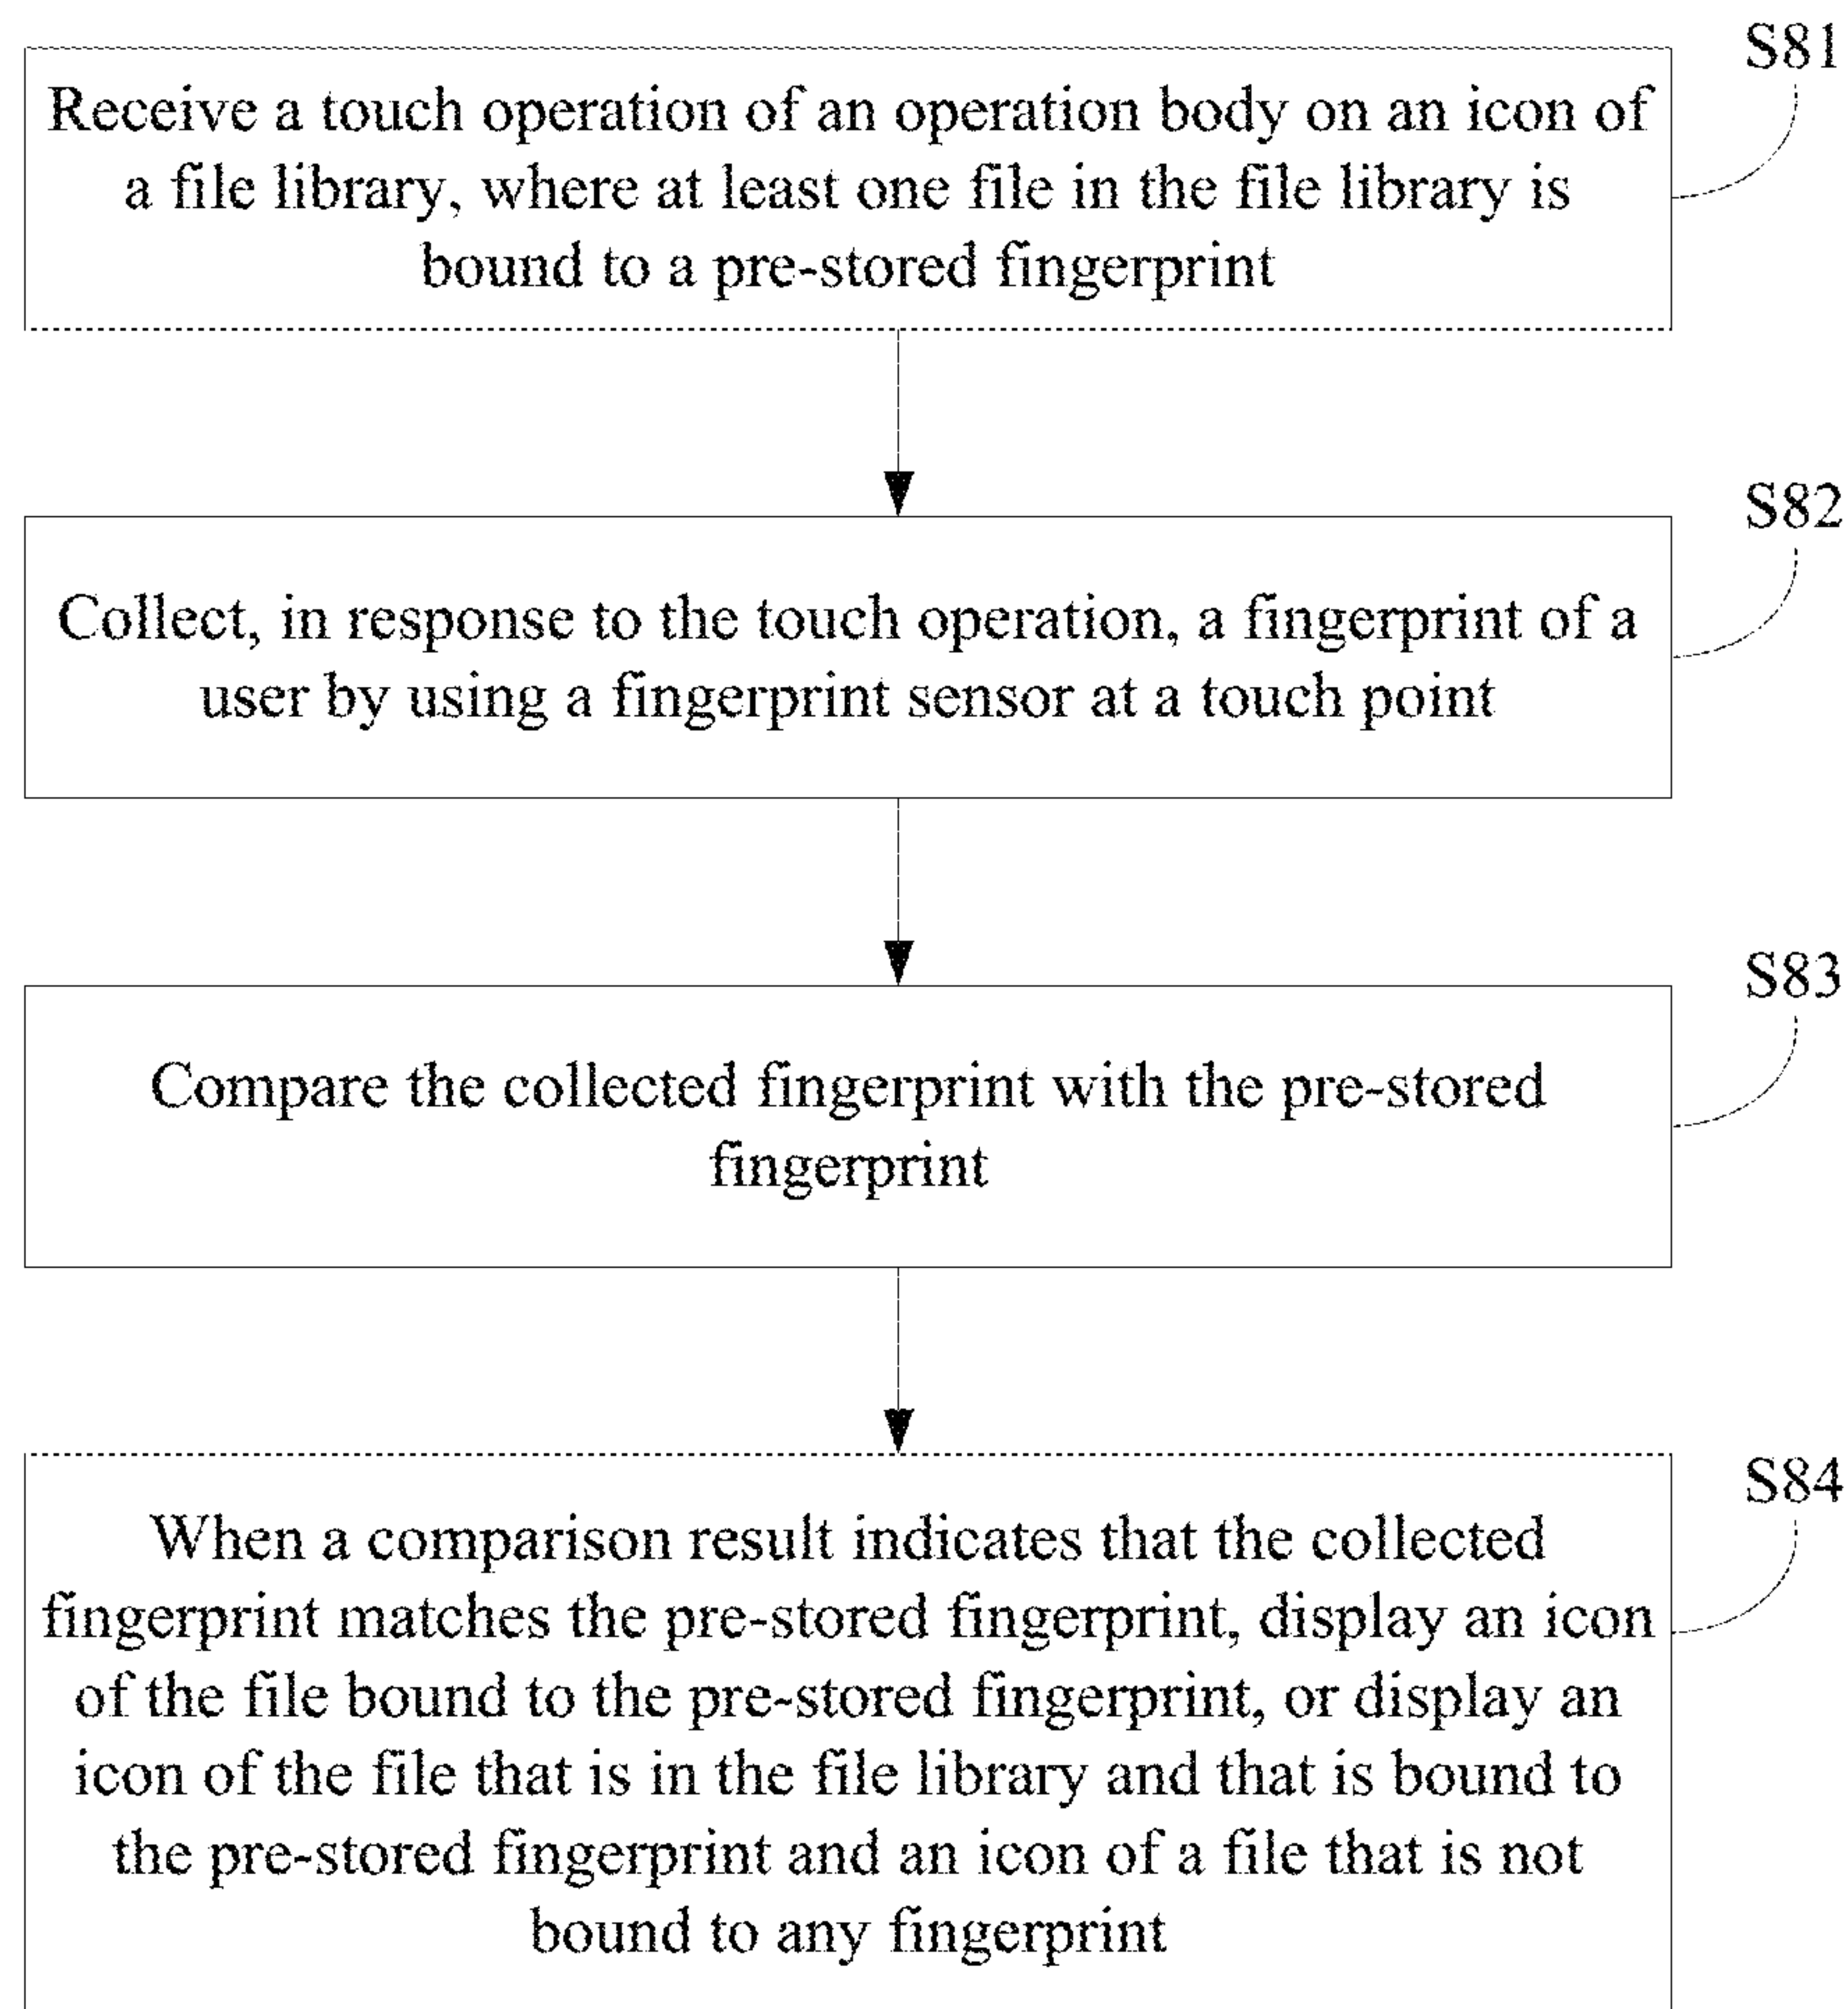 S81
Receive a touch operation of an operation body on an icon of
a file library, where at least one file in the file library is
bound to a pre-stored fingerprint
S82
Collect, in response to the touch operation, a fingerprint of a
user by using a fingerprint sensor at a touch point
S83
Compare the collected fingerprint with the pre-stored
fingerprint
S84
When a comparison result indicates that the collected
fingerprint matches the pre-stored fingerprint, display an icon
of the file bound to the pre-stored fingerprint, or display an
icon of the file that is in the file library and that is bound to
the pre-stored fingerprint and an icon of a file that is not
bound to any fingerprint